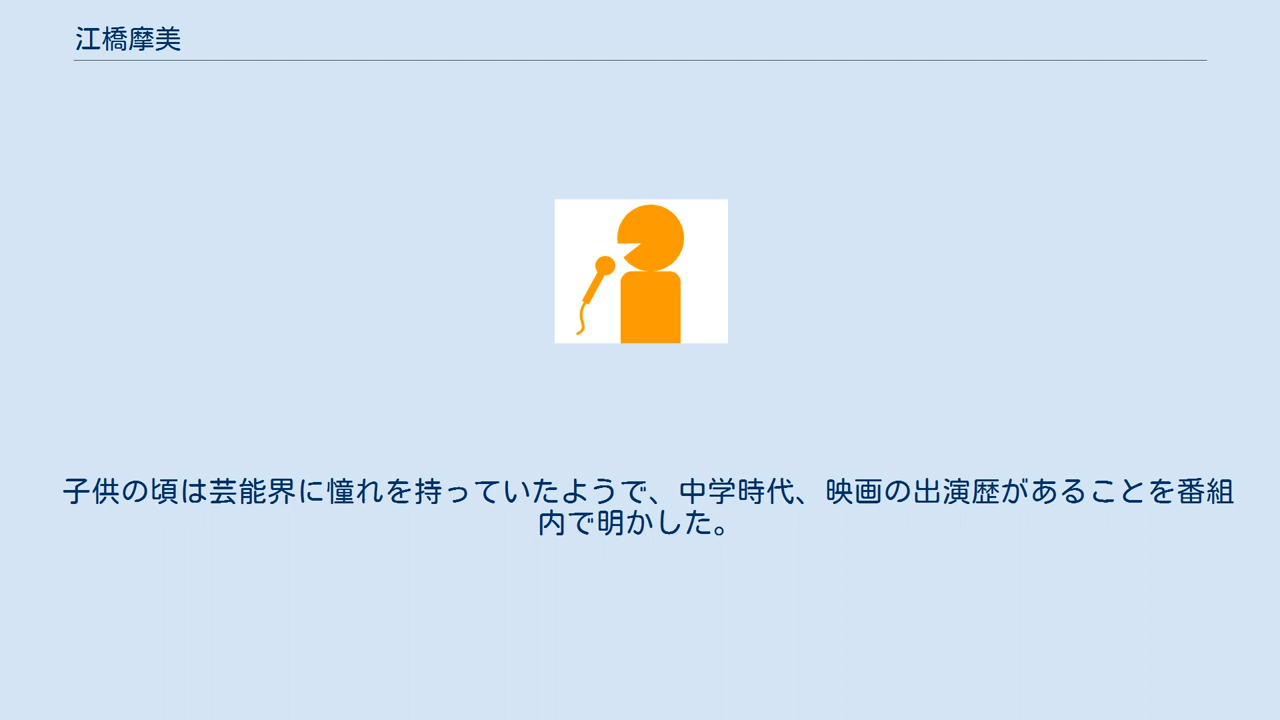 江橋摩美
子供の頃は芸能界に憧れを持っていたようで、中学時代、映画の出演歴があることを番組
内で明かした。